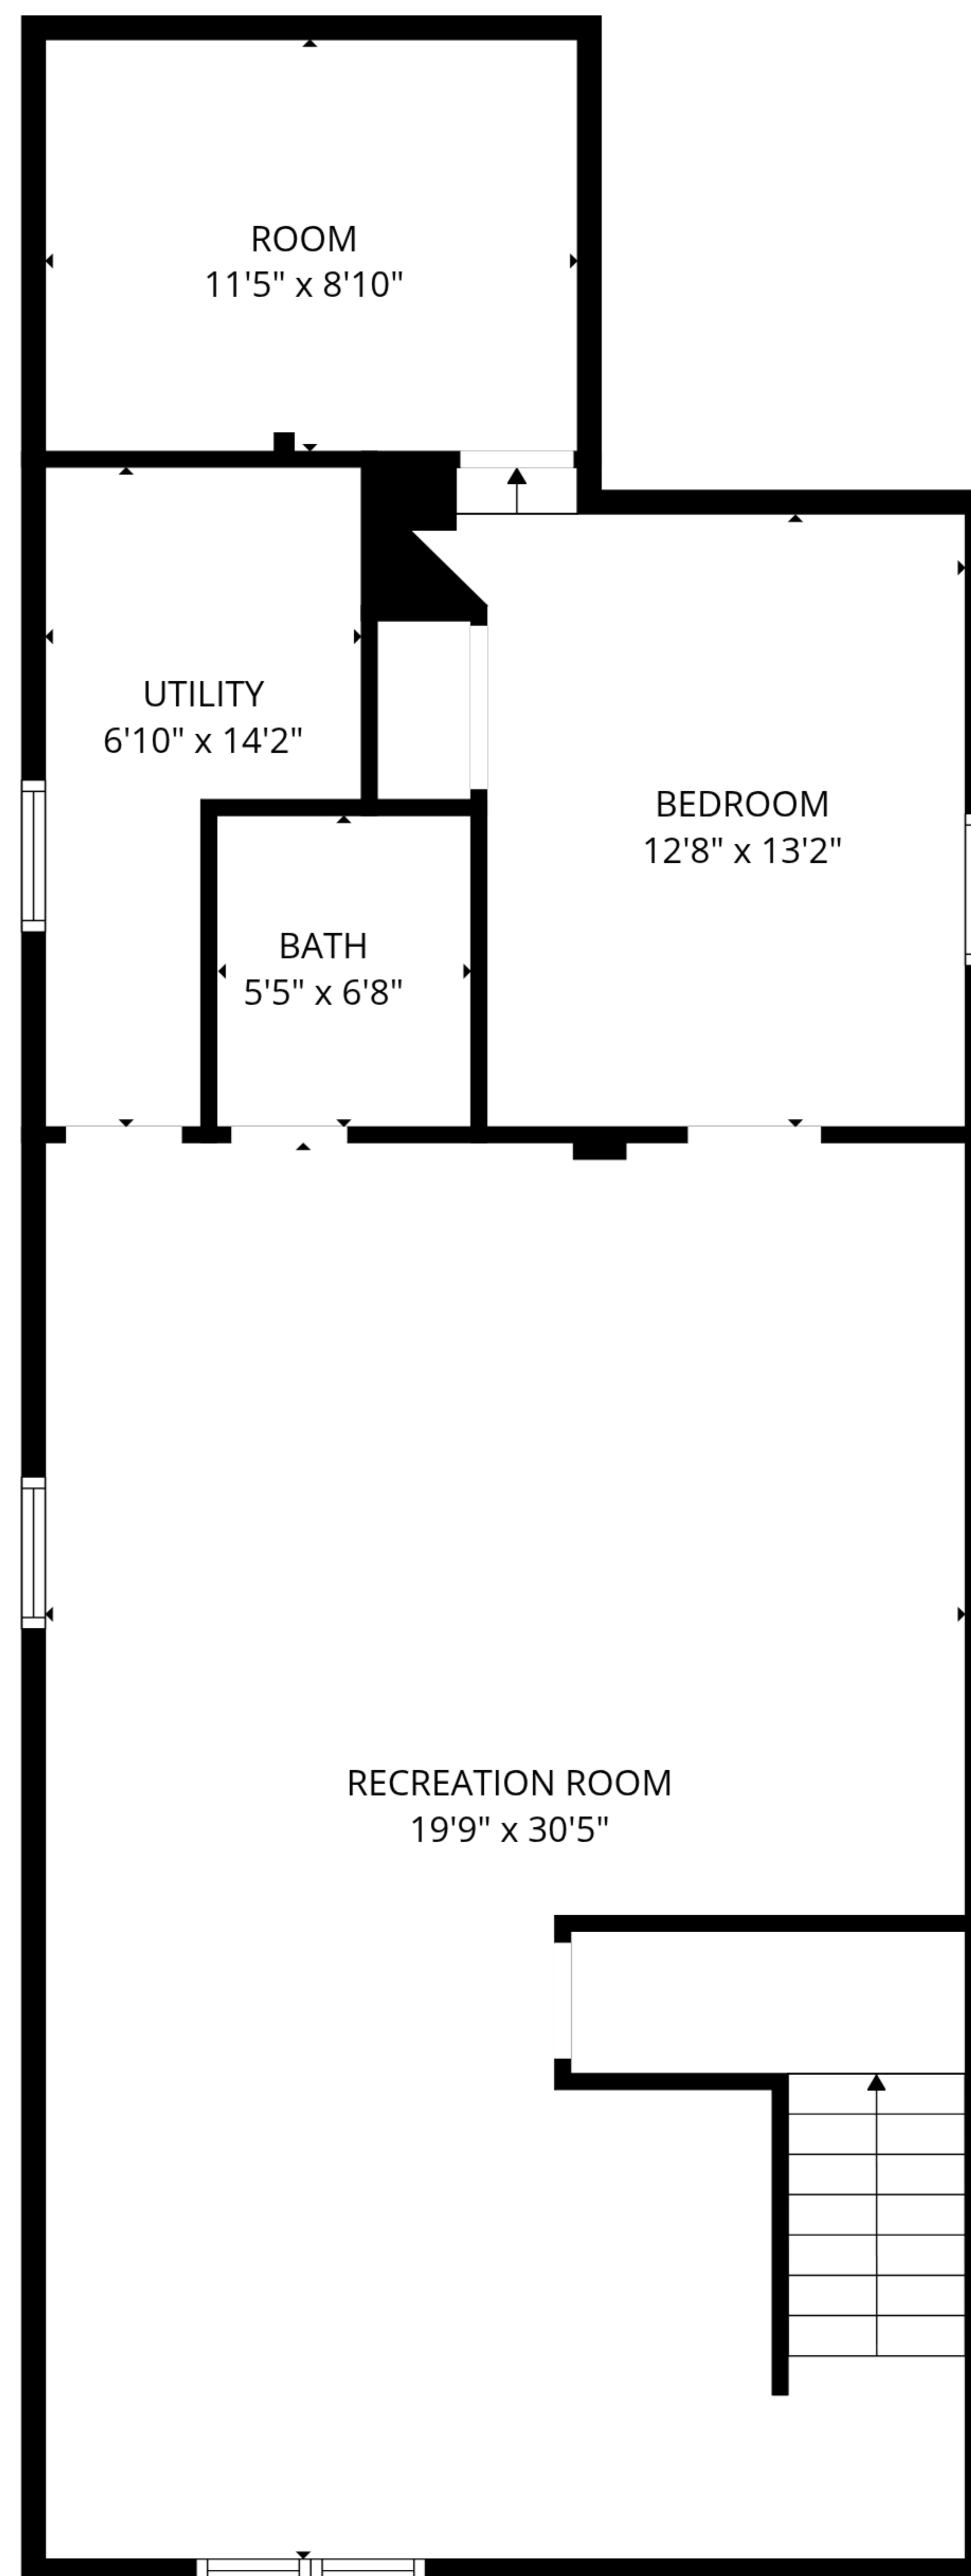 ROOM
11'5" x 8'10"
UTILITY
6'10" x 14'2"
BEDROOM
12'8" x 13'2"
BATH
5'5" x 6'8"
RECREATION ROOM
19'9" x 30'5"